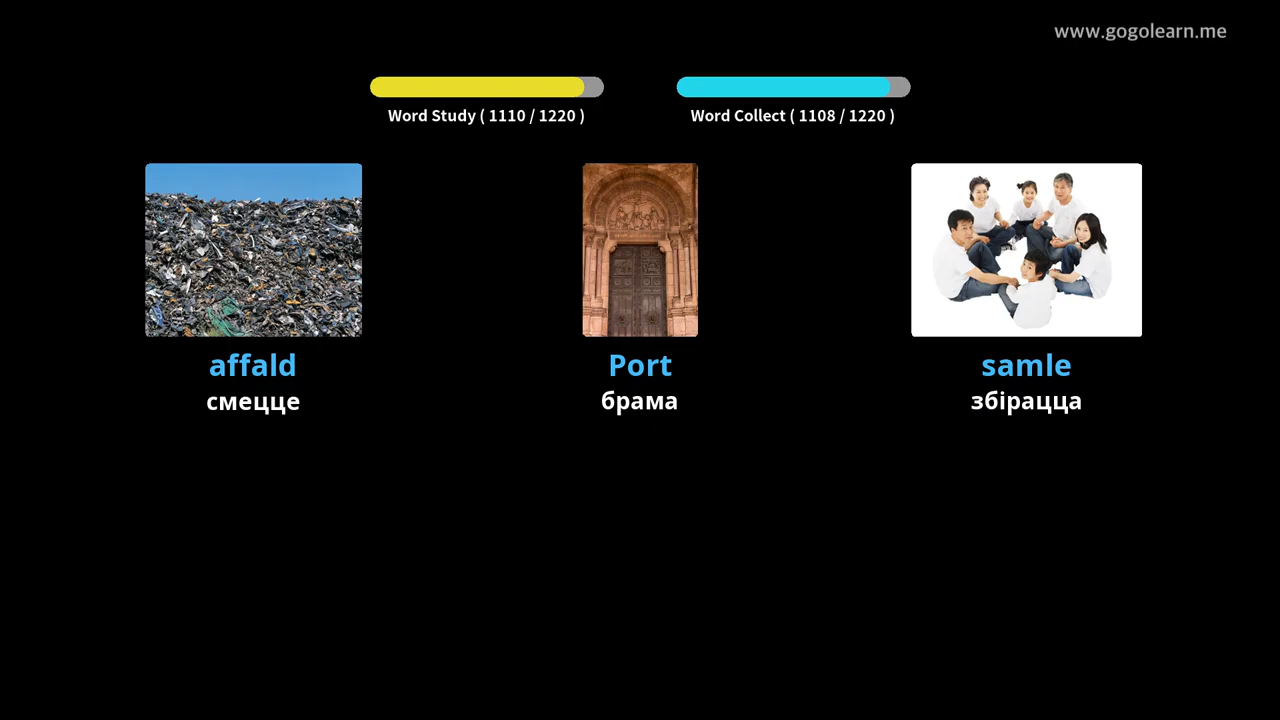 www.gogolearn.me
Word Study ( 1110 / 1220 )
Word Collect ( 1108 / 1220 )
affald
Port
samle
смецце
брама
збірацца